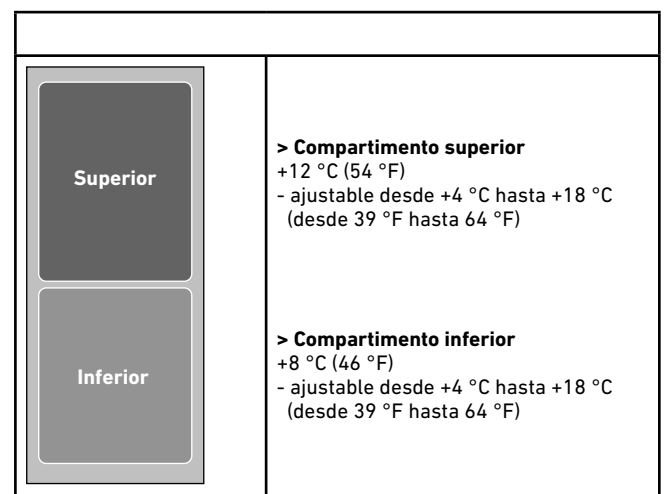 Superior
> Compartimento superior
+12 °C (54 °F)
- ajustable desde +4 °C hasta +18 °C
(desde 39 °F hasta 64 °F)
Inferior
> Compartimento inferior
+8 °C (46 °F)
- ajustable desde +4 °C hasta +18 °C
(desde 39 °F hasta 64 °F)